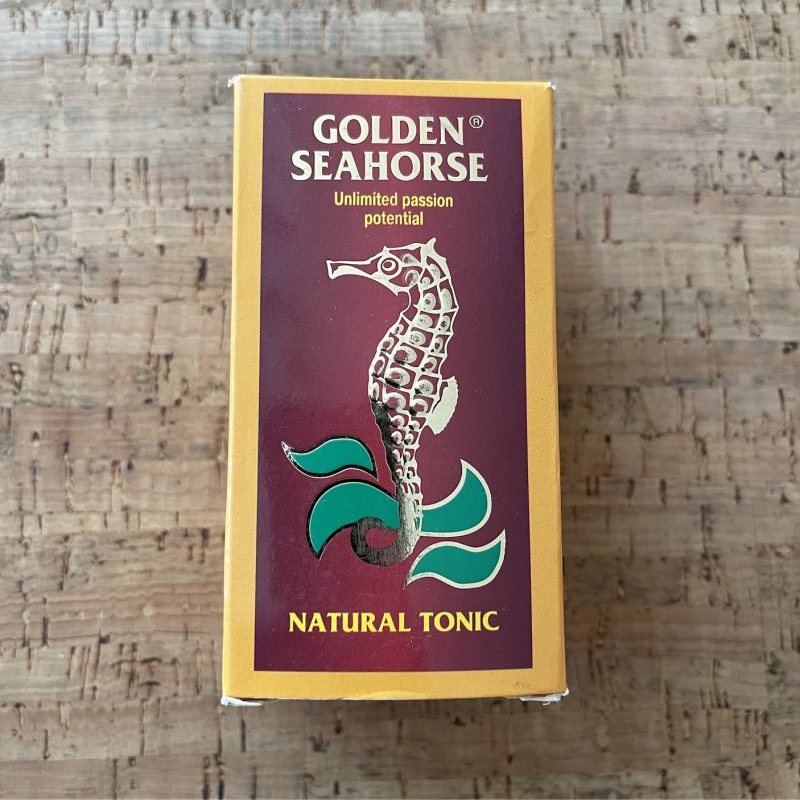 GOLDEN®
SEAHORSE
Unlimited passion
potential
NATURAL TONIC